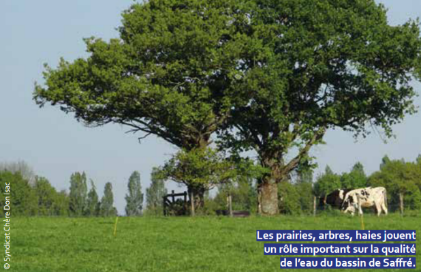 Les prairies, arbres, haies jouent
un rôle important sur la qualité
de l'eau du bassin de Saffré.
© Syndicat Chère Don Isac